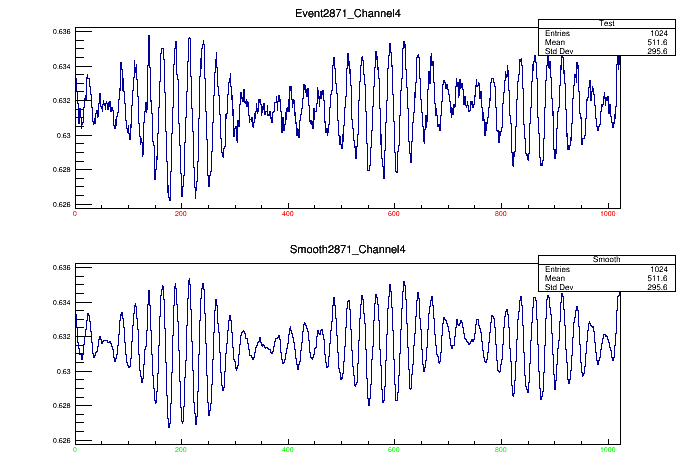 Event2871_Channel4
Test
Entries 1024
Mean 511.6
Std Dev 295.6
0.636
0.634
0.632
0.63
0.628
0.626
0 200 400 600 800 1000
Smooth2871_Channel4
Smooth
Entries 1024
Mean 511.6
Std Dev 295.6
0.636
0.634
0.632
0.63
0.628
0.626
0 200 400 600 800 1000